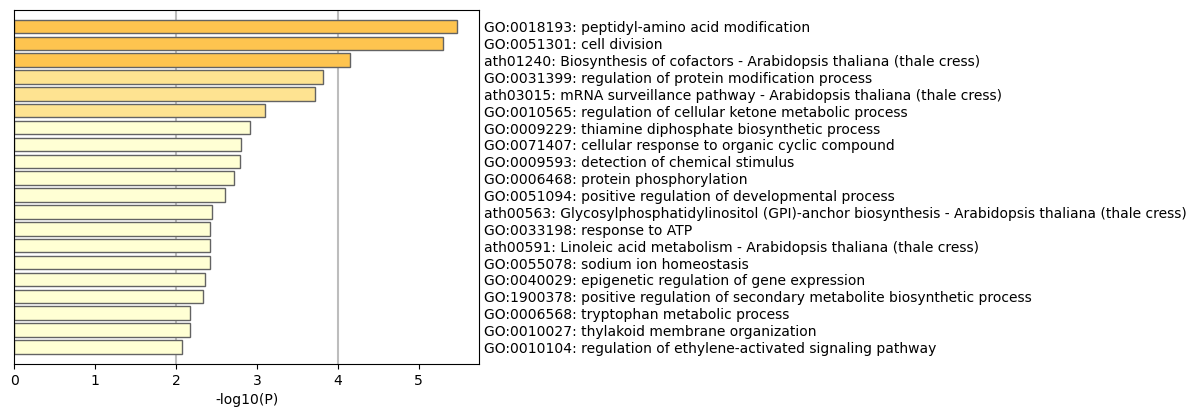 GO:0018193: peptidyl-amino acid modification
GO:0051301: cell division
ath01240: Biosynthesis of cofactors - Arabidopsis thaliana (thale cress)
GO:0031399: regulation of protein modification process
ath03015: mRNA surveillance pathway - Arabidopsis thaliana (thale cress)
GO:0010565: regulation of cellular ketone metabolic process
GO:0009229: thiamine diphosphate biosynthetic process
GO:0071407: cellular response to organic cyclic compound
GO:0009593: detection of chemical stimulus
GO:0006468: protein phosphorylation
GO:0051094: positive regulation of developmental process
ath00563: Glycosylphosphatidylinositol (GPI)-anchor biosynthesis - Arabidopsis thaliana (thale cress)
GO:0033198: response to ATP
ath00591: Linoleic acid metabolism - Arabidopsis thaliana (thale cress)
GO:0055078: sodium ion homeostasis
GO:0040029: epigenetic regulation of gene expression
GO:1900378: positive regulation of secondary metabolite biosynthetic process
GO:0006568: tryptophan metabolic process
GO:0010027: thylakoid membrane organization
GO:0010104: regulation of ethylene-activated signaling pathway
0 1 2 3 4 5
-log10(P)